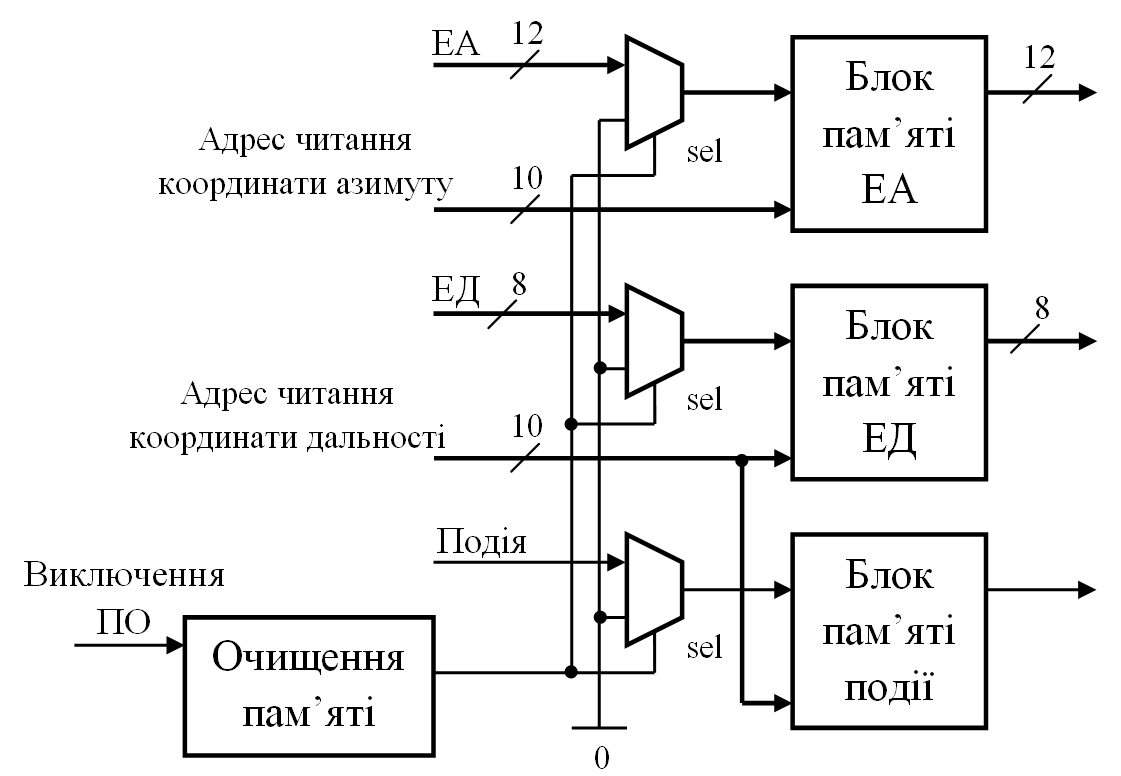 ЕА
12
Блок
пам’яті
ЕА
12
Адрес читання
координати азимуту
10
sel
ЕД
8
Блок
пам’яті
ЕД
8
Адрес читання
координати дальності
10
sel
Подія
Блок
пам’яті
події
Виключення
ПО
Очищення
пам’яті
sel
0